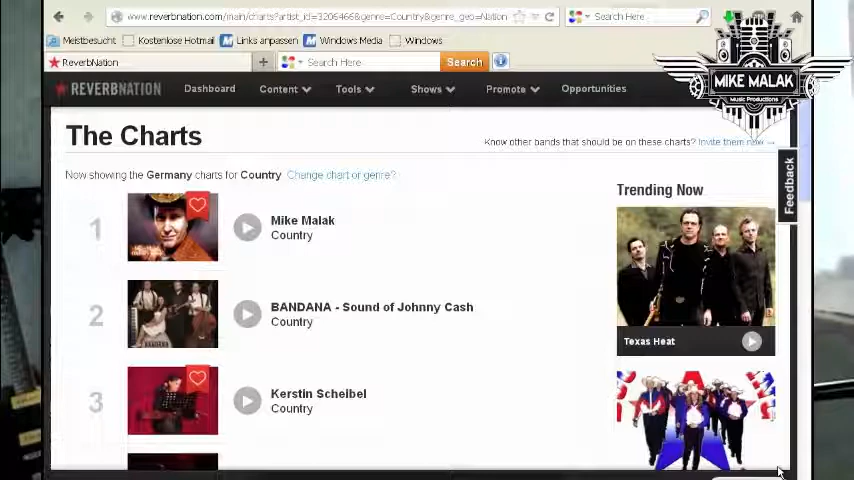 www.reverbnation.com/main/charts?artist_id=3206466&genre=Country&genre_geo=Nation
Search Here
Meistbesucht
Kostenlose Hotmail
Links anpassen
Windows Media
Windows
ReverbNation
Search Here
Search
REVERBNATION
Dashboard
Content
Tools
Shows
Promote
Opportunities
MIKE MALAK
Music Productions
The Charts
Know other bands that should be on these charts? Invite them now →
Now showing the Germany charts for Country Change chart or genre?
Feedback
1
Mike Malak
Country
2
BANDANA - Sound of Johnny Cash
Country
3
Kerstin Scheibel
Country
Trending Now
Texas Heat